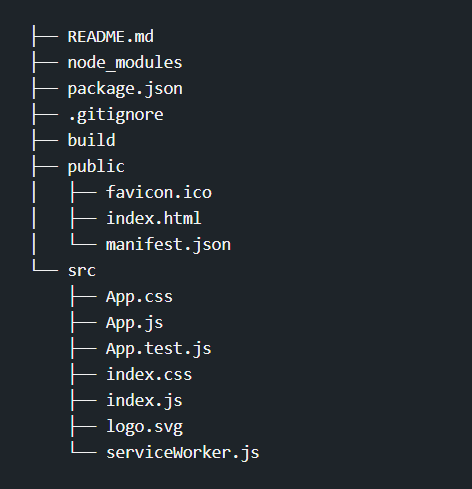 ├── README.md
├── node_modules
├── package.json
├── .gitignore
├── build
├── public
│   ├── favicon.ico
│   ├── index.html
│   └── manifest.json
└── src
    ├── App.css
    ├── App.js
    ├── App.test.js
    ├── index.css
    ├── index.js
    ├── logo.svg
    └── serviceWorker.js